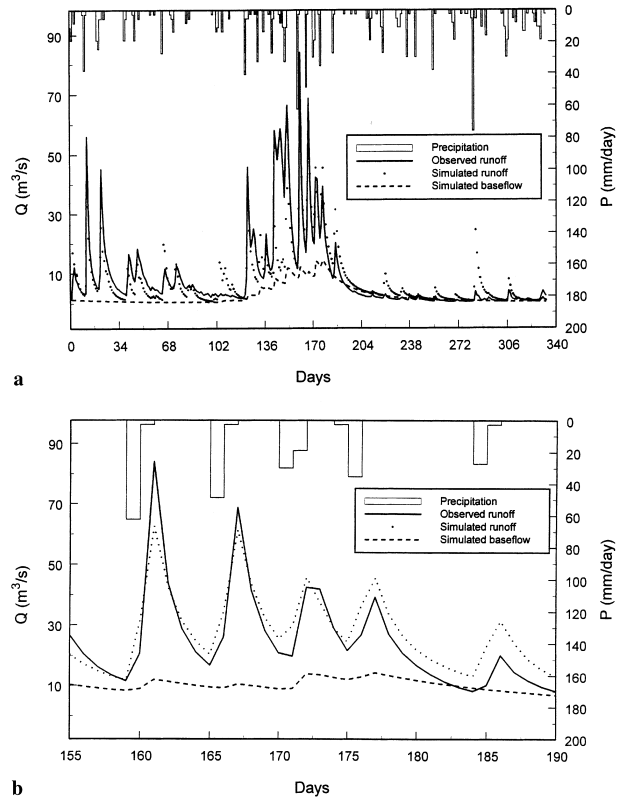 90
70
50
30
10
Q (m³/s)
0
20
40
60
80
100
120
140
160
180
200
P (mm/day)
Precipitation
Observed runoff
Simulated runoff
Simulated baseflow
0 34 68 102 136 170 204 238 272 306 340
Days
a
90
70
50
30
10
Q (m³/s)
0
20
40
60
80
100
120
140
160
180
200
P (mm/day)
Precipitation
Observed runoff
Simulated runoff
Simulated baseflow
155 160 165 170 175 180 185 190
Days
b